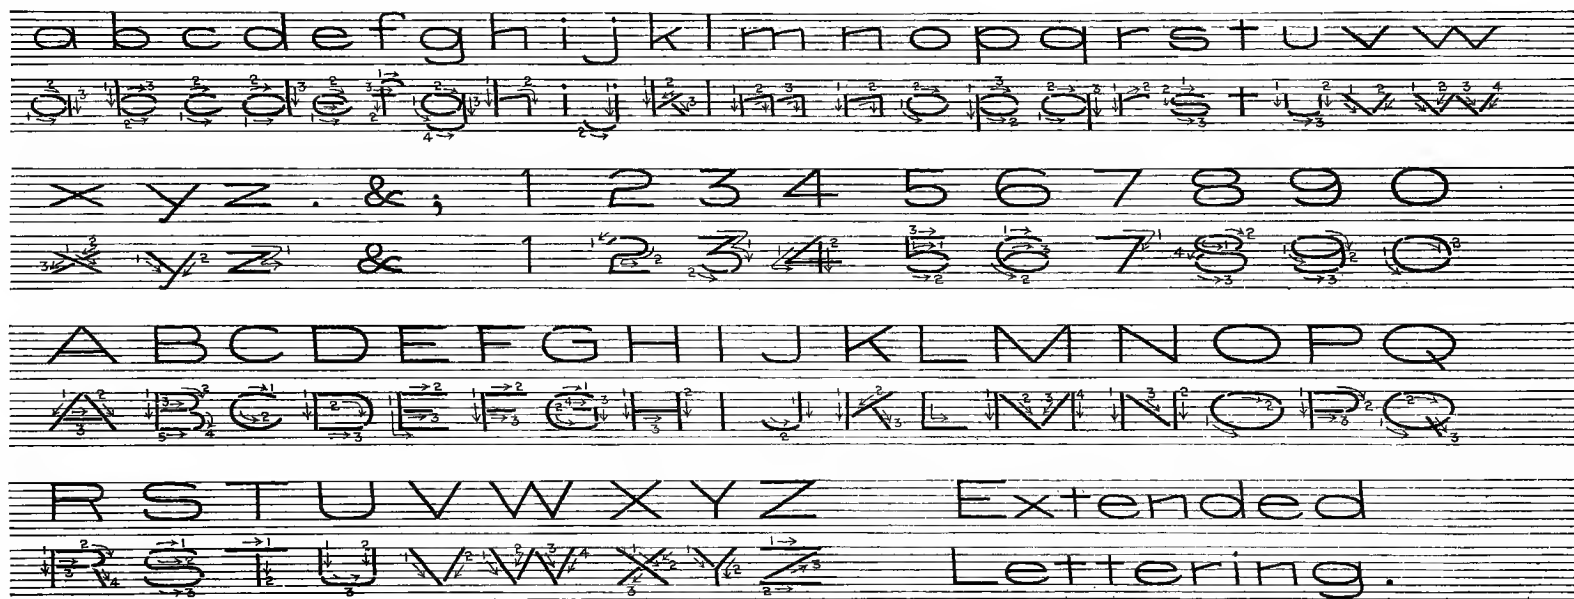 a b c d e f g h i j k l m n o p q r s t u v w
a b c d e f g h i j k l m n o p q r s t u v w
x y z . & ; 1 2 3 4 5 6 7 8 9 0
x y z & 1 2 3 4 5 6 7 8 9 0
A B C D E F G H I J K L M N O P Q
A B C D E F G H I J K L M N O P Q
R S T U V W X Y Z Extended
R S T U V W X Y Z Lettering.